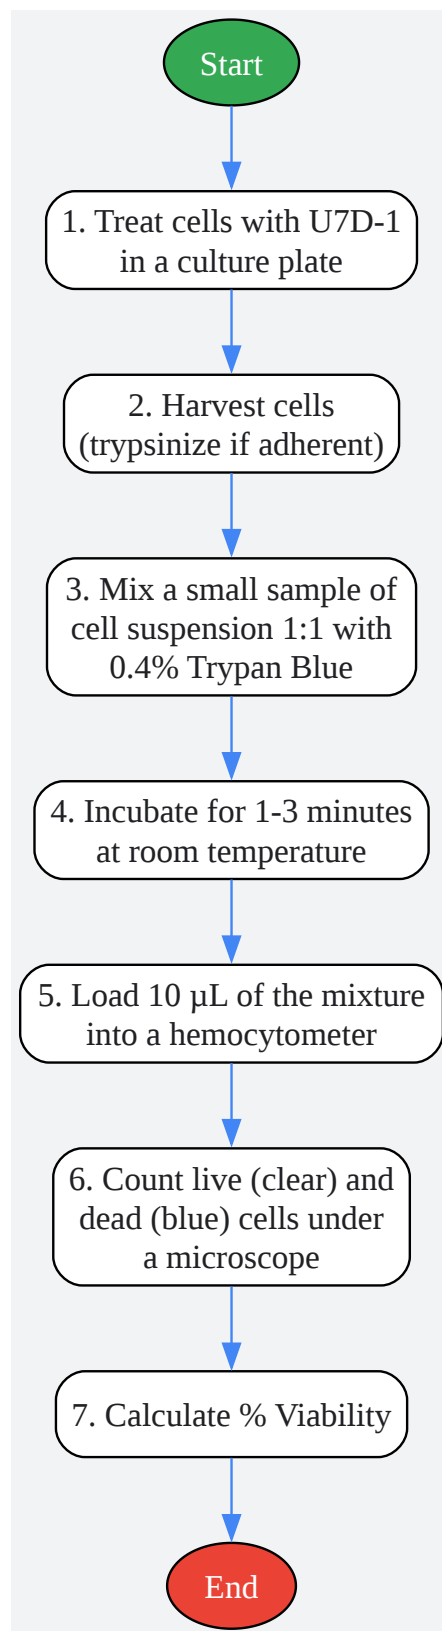 Start
1. Treat cells with U7D-1
in a culture plate
2. Harvest cells
(trypsinize if adherent)
3. Mix a small sample of
cell suspension 1:1 with
0.4% Trypan Blue
4. Incubate for 1-3 minutes
at room temperature
5. Load 10 µL of the mixture
into a hemocytometer
6. Count live (clear) and
dead (blue) cells under
a microscope
7. Calculate % Viability
End